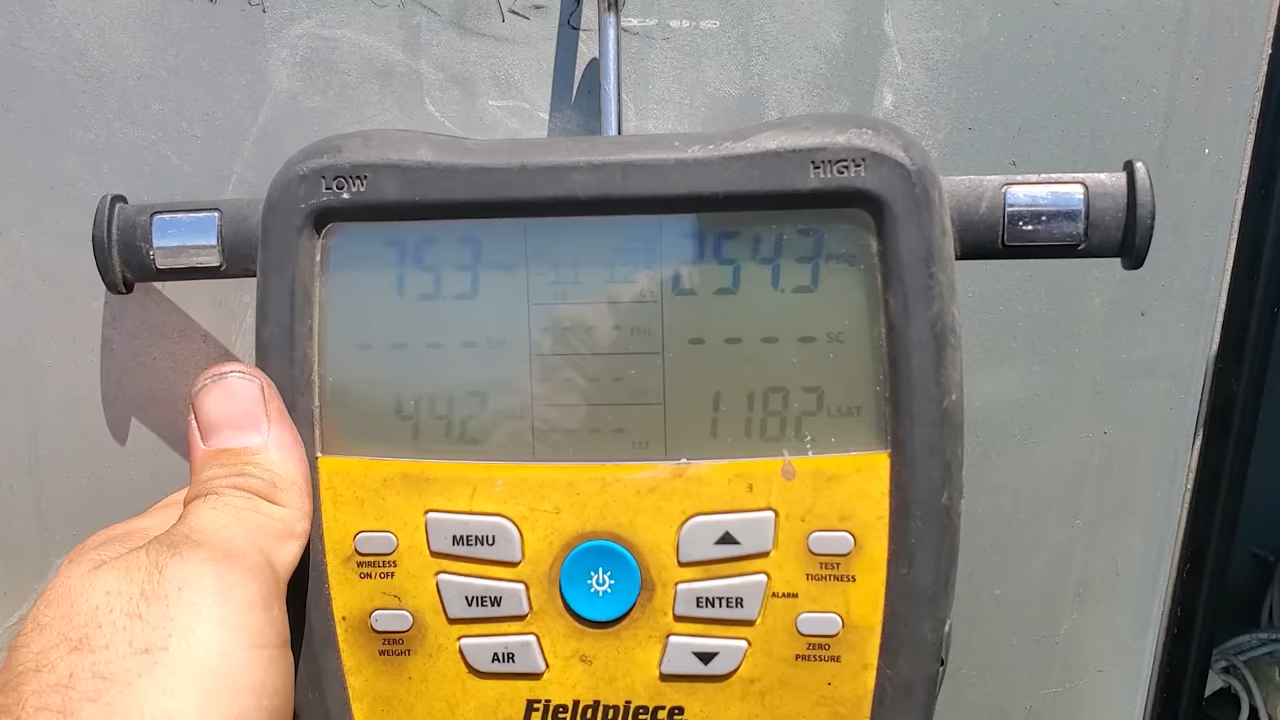 LOW
HIGH
75.3
254.3
- - - -
- - - - SC
44.2
118.2 LSAT
MENU
WIRELESS
ON / OFF
VIEW
ZERO
WEIGHT
AIR
TEST
TIGHTNESS
ENTER
ALARM
ZERO
PRESSURE
Fieldpiece